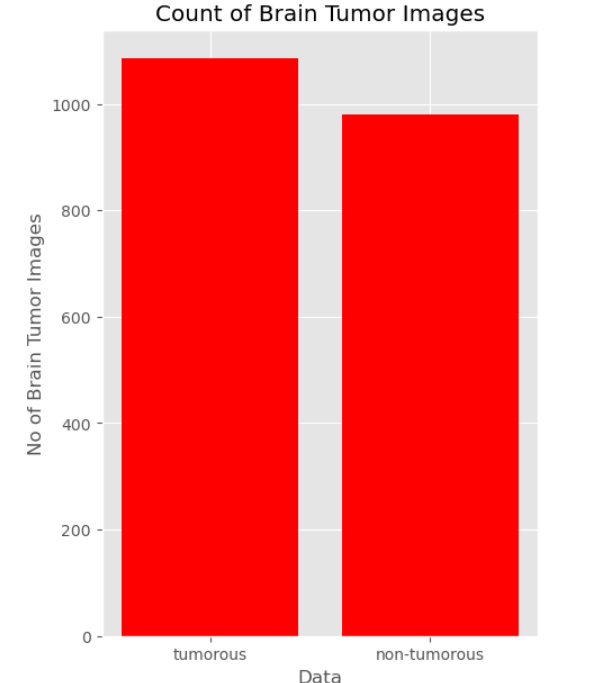 Count of Brain Tumor Images
No of Brain Tumor Images
1000
800
600
400
200
0
tumorous non-tumorous
Data